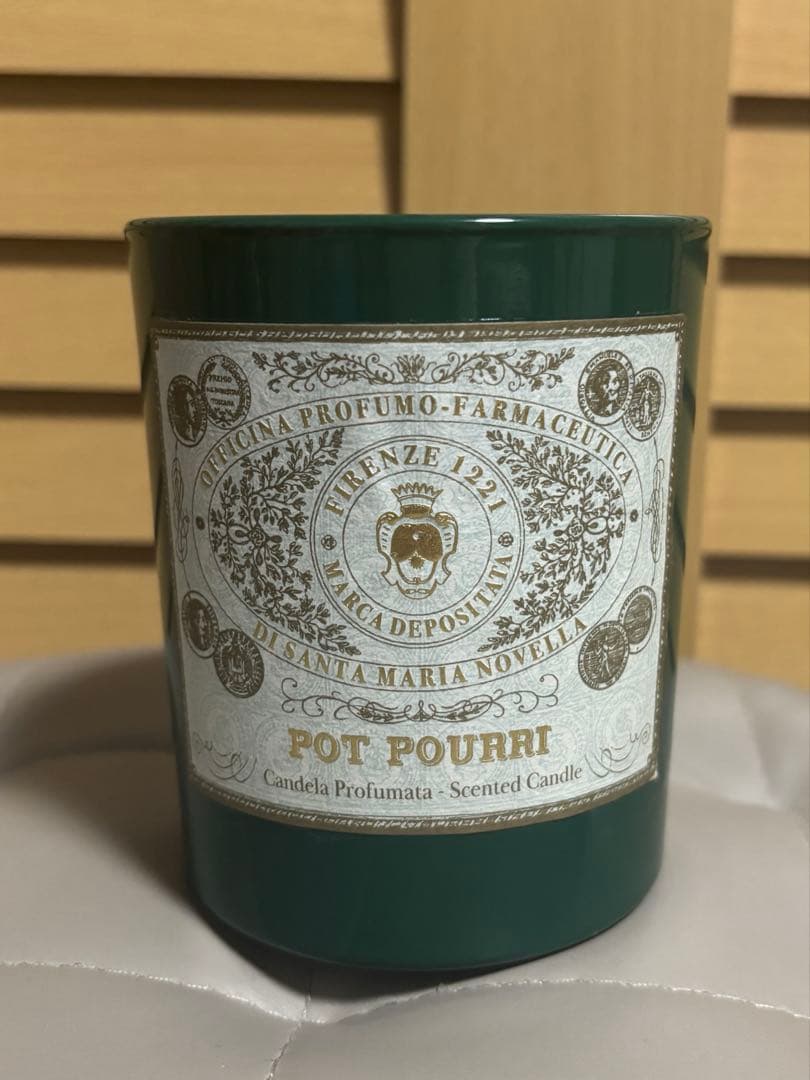 OFFICINA PROFUMO-FARMACEUTICA
FIRENZE 1221
MARCA DEPOSITATA
DI SANTA MARIA NOVELLA
POT POURRI
Candela Profumata - Scented Candle